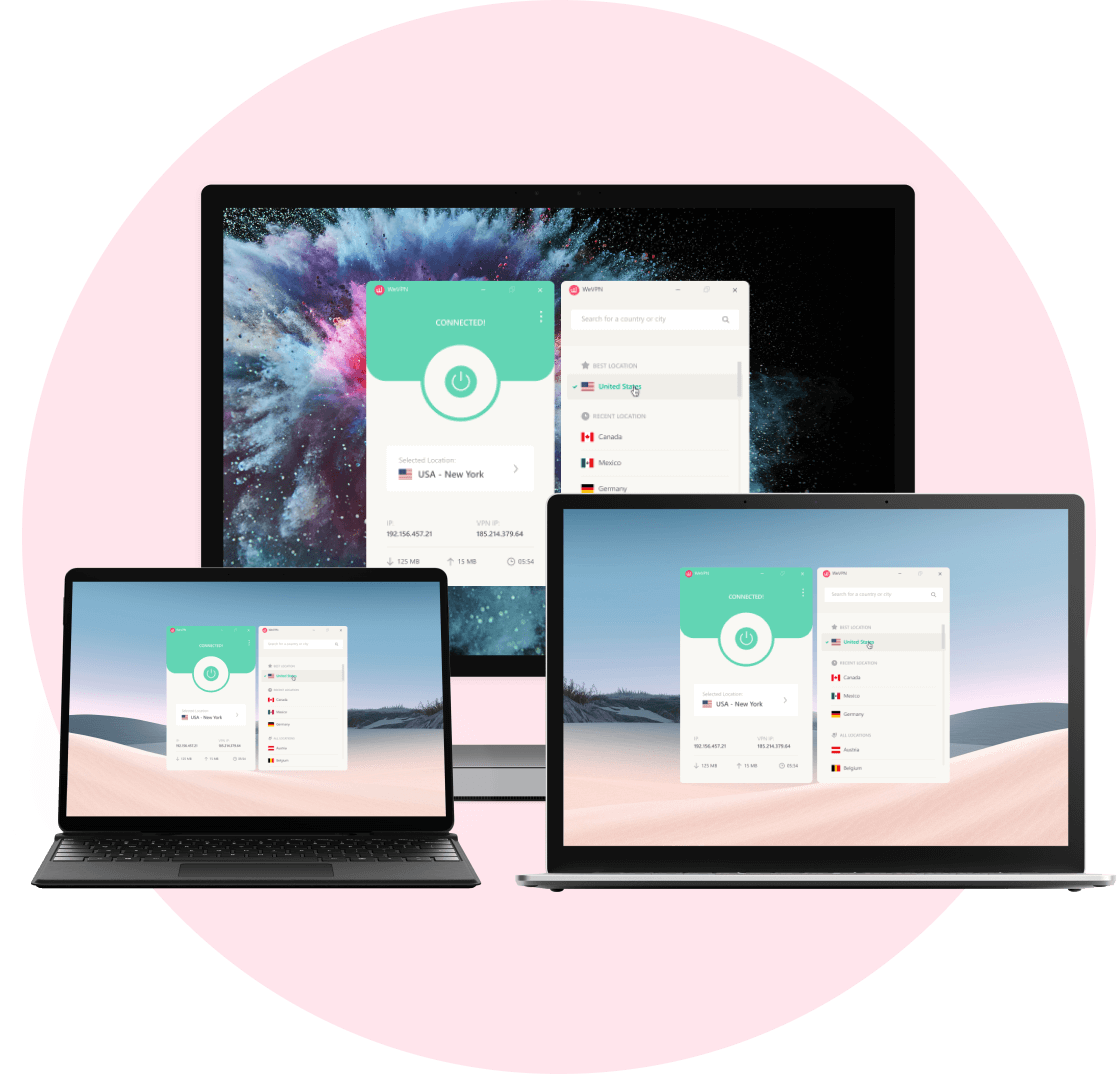 WeVPN
CONNECTED!
Selected Location:
USA - New York
IP:
192.156.457.21
VPN IP:
185.214.379.64
125 MB
15 MB
05:54
WeVPN
Search for a country or city
BEST LOCATION
United States
RECENT LOCATION
Canada
Mexico
Germany
WeVPN
CONNECTED!
Selected Location:
USA - New York
IP:
192.156.457.21
VPN IP:
185.214.379.64
125 MB
15 MB
05:54
WeVPN
Search for a country or city
BEST LOCATION
United States
RECENT LOCATION
Canada
Mexico
Germany
ALL LOCATIONS
Austria
Belgium
WeVPN
CONNECTED!
Selected Location:
USA - New York
IP:
192.156.457.21
VPN IP:
185.214.379.64
125 MB
15 MB
05:54
WeVPN
Search for a country or city
BEST LOCATION
United States
RECENT LOCATION
Canada
Mexico
Germany
ALL LOCATIONS
Austria
Belgium